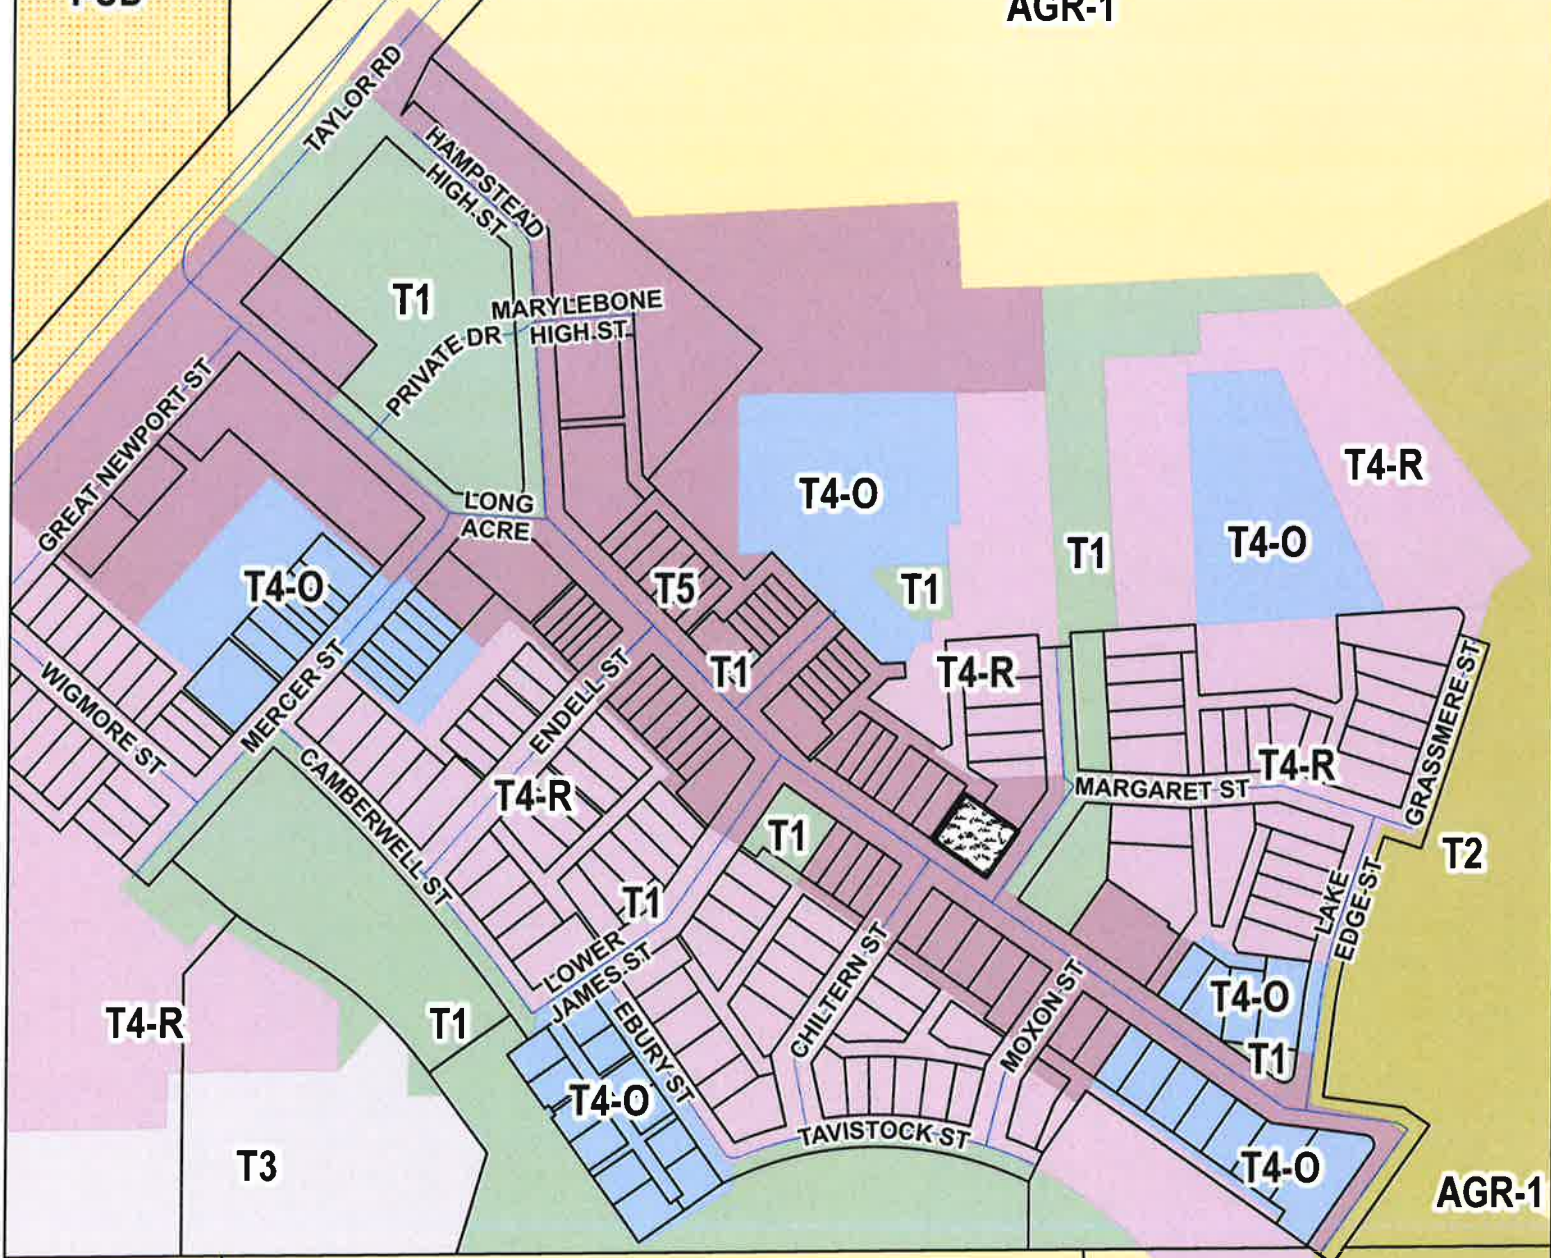 PUD
AGR-1
TAYLOR RD
HAMPSTEAD
HIGH ST
T1
MARYLEBONE
HIGH ST
PRIVATE DR
GREAT NEWPORT ST
LONG
ACRE
T4-O
T4-R
T4-O
T1
T1
T4-O
T5
T1
T4-R
WIGMORE ST
MERCER ST
ENDELL ST
CAMBERWELL ST
T4-R
MARGARET ST
T4-R
GRASSMERE ST
T1
T2
T1
LOWER
JAMES ST
CHILTERN ST
LAKE
EDGE ST
MOXON ST
T4-O
T4-R
T1
EBURY ST
T1
T4-O
TAVISTOCK ST
T3
T4-O
AGR-1